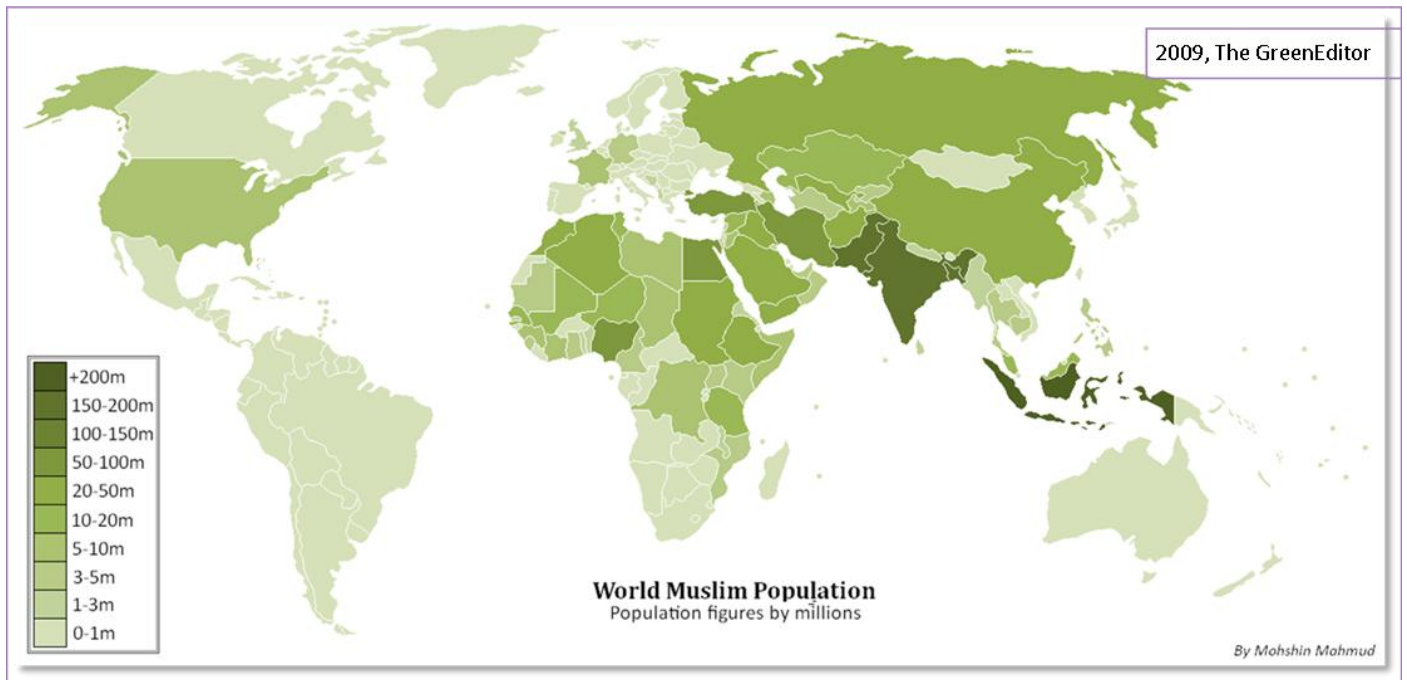 2009, The GreenEditor
+200m
150-200m
100-150m
50-100m
20-50m
10-20m
5-10m
3-5m
1-3m
0-1m
World Muslim Population
Population figures by millions
By Mohshin Mahmud